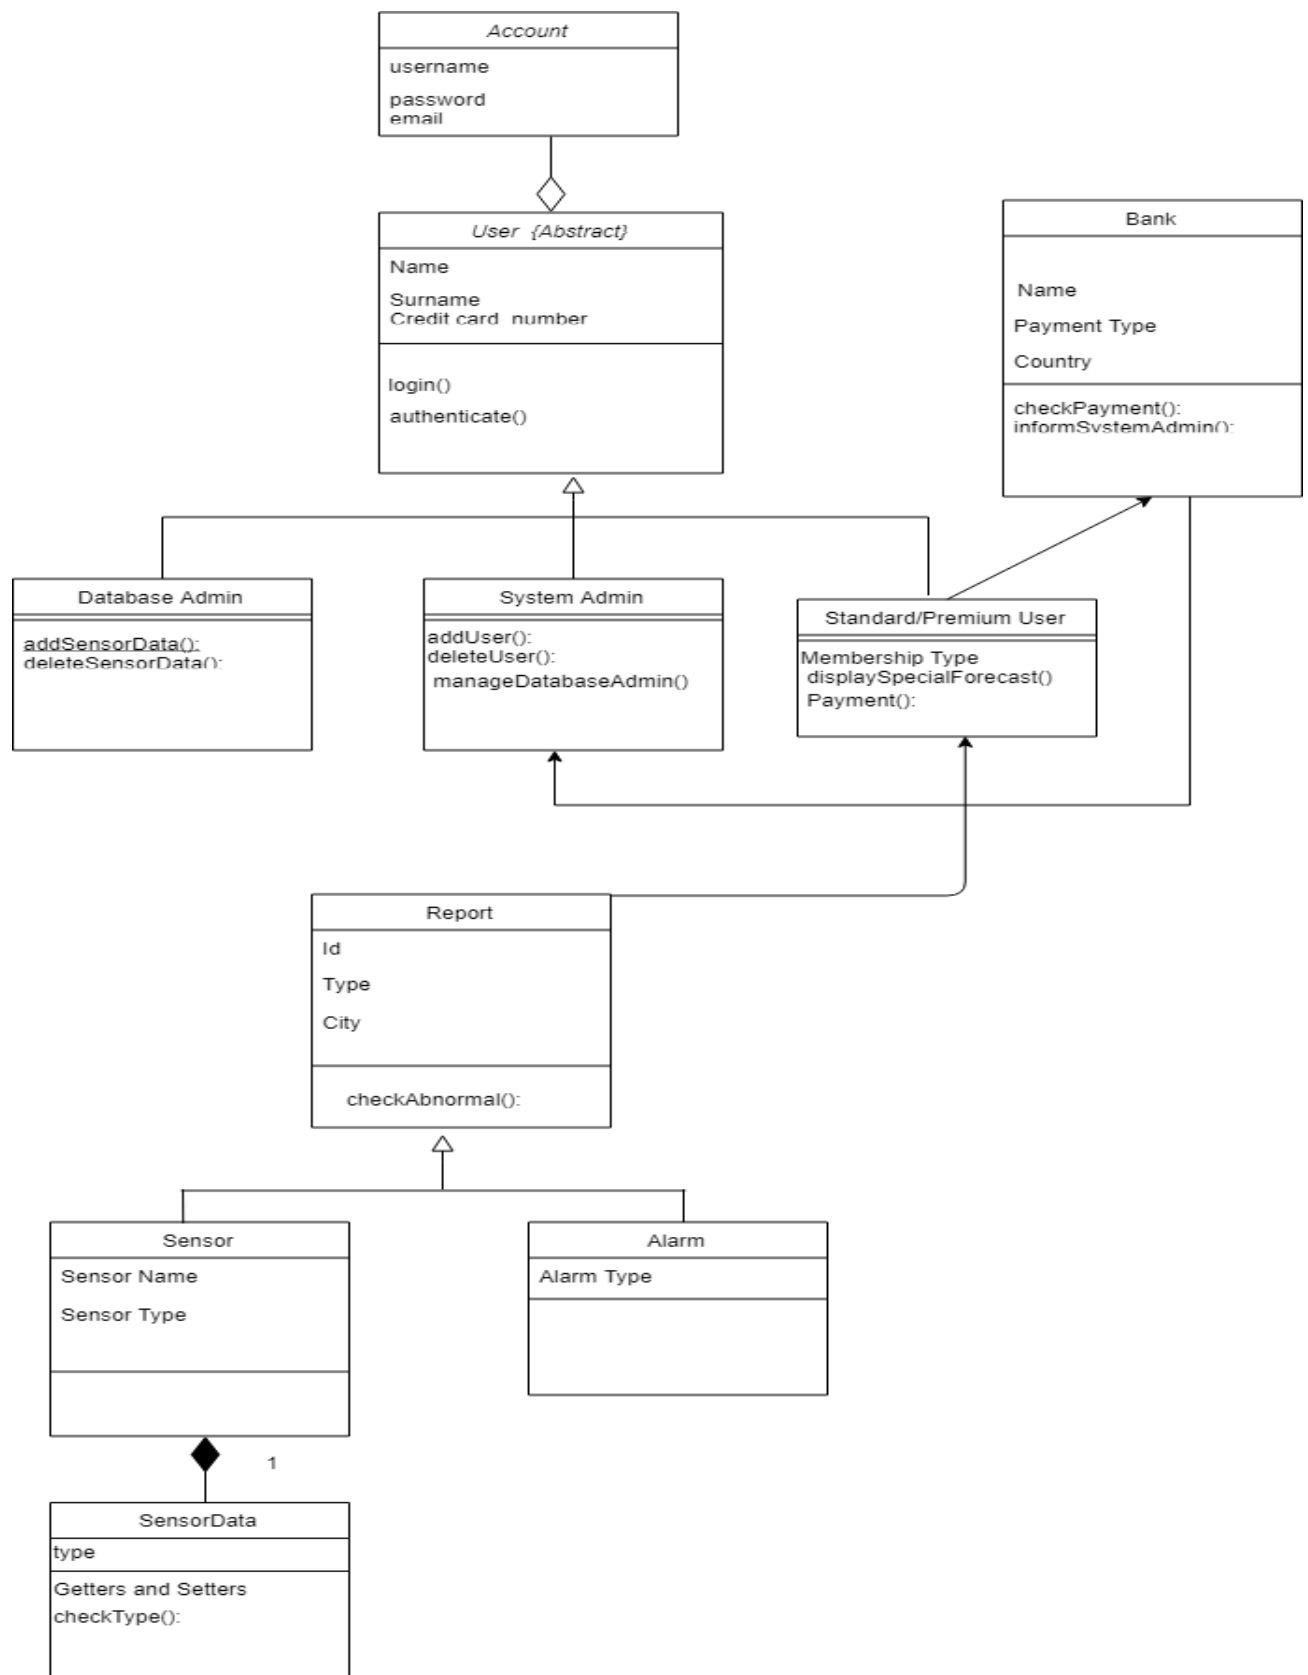 Account
username
password
email
User {Abstract}
Name
Surname
Credit card number
login()
authenticate()
Bank
Name
Payment Type
Country
checkPayment():
informSystemAdmin():
Database Admin
addSensorData():
deleteSensorData():
System Admin
addUser():
deleteUser():
manageDatabaseAdmin()
Standard/Premium User
Membership Type
displaySpecialForecast()
Payment():
Report
Id
Type
City
checkAbnormal():
Sensor
Sensor Name
Sensor Type
Alarm
Alarm Type
1
SensorData
type
Getters and Setters
checkType():